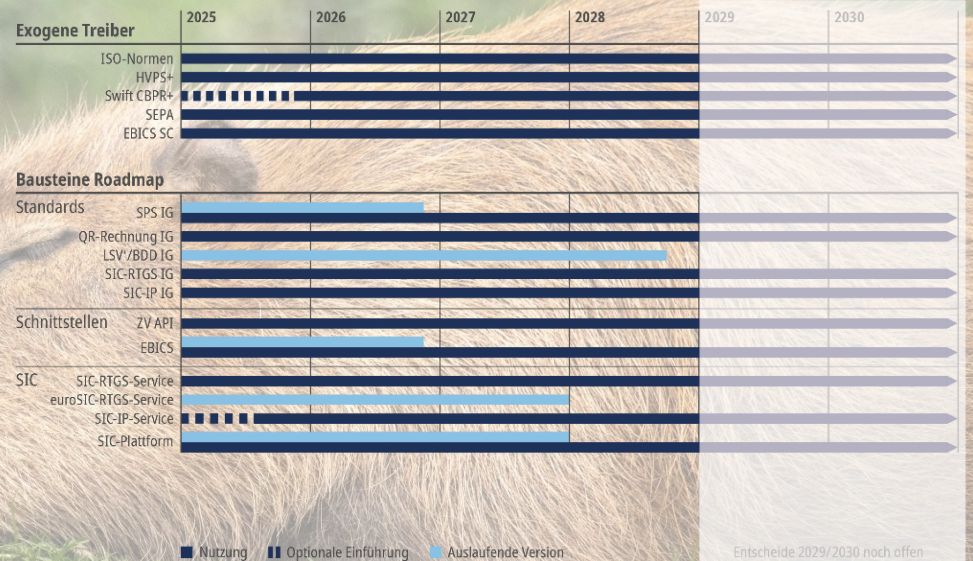 2025 2026 2027 2028 2029 2030
Exogene Treiber
ISO-Normen
HVPS+
Swift CBPR+
SEPA
EBICS SC
Bausteine Roadmap
Standards SPS IG
QR-Rechnung IG
LSV⁺/BDD IG
SIC-RTGS IG
SIC-IP IG
Schnittstellen ZV API
EBICS
SIC SIC-RTGS-Service
euroSIC-RTGS-Service
SIC-IP-Service
SIC-Plattform
Nutzung Optionale Einführung Auslaufende Version Entscheide 2029/2030 noch offen